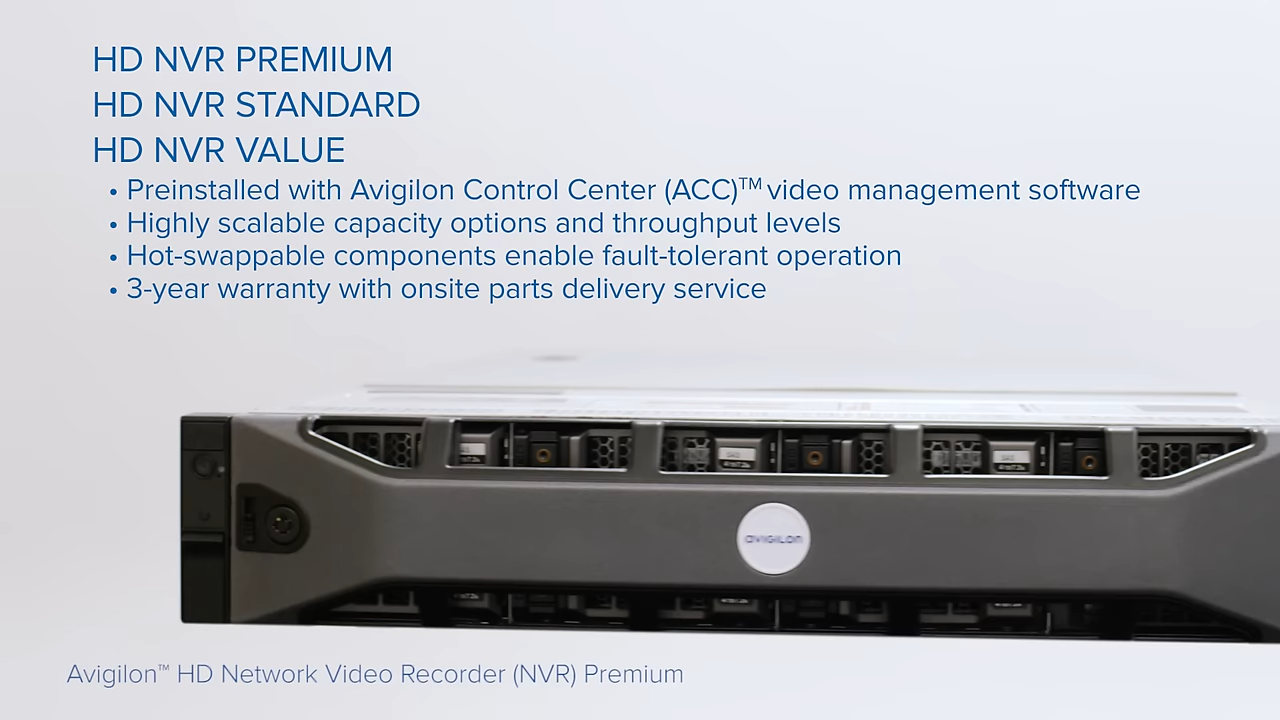 HD NVR PREMIUM
HD NVR STANDARD
HD NVR VALUE
• Preinstalled with Avigilon Control Center (ACC)™ video management software
• Highly scalable capacity options and throughput levels
• Hot-swappable components enable fault-tolerant operation
• 3-year warranty with onsite parts delivery service
AVIGILON
Avigilon™ HD Network Video Recorder (NVR) Premium